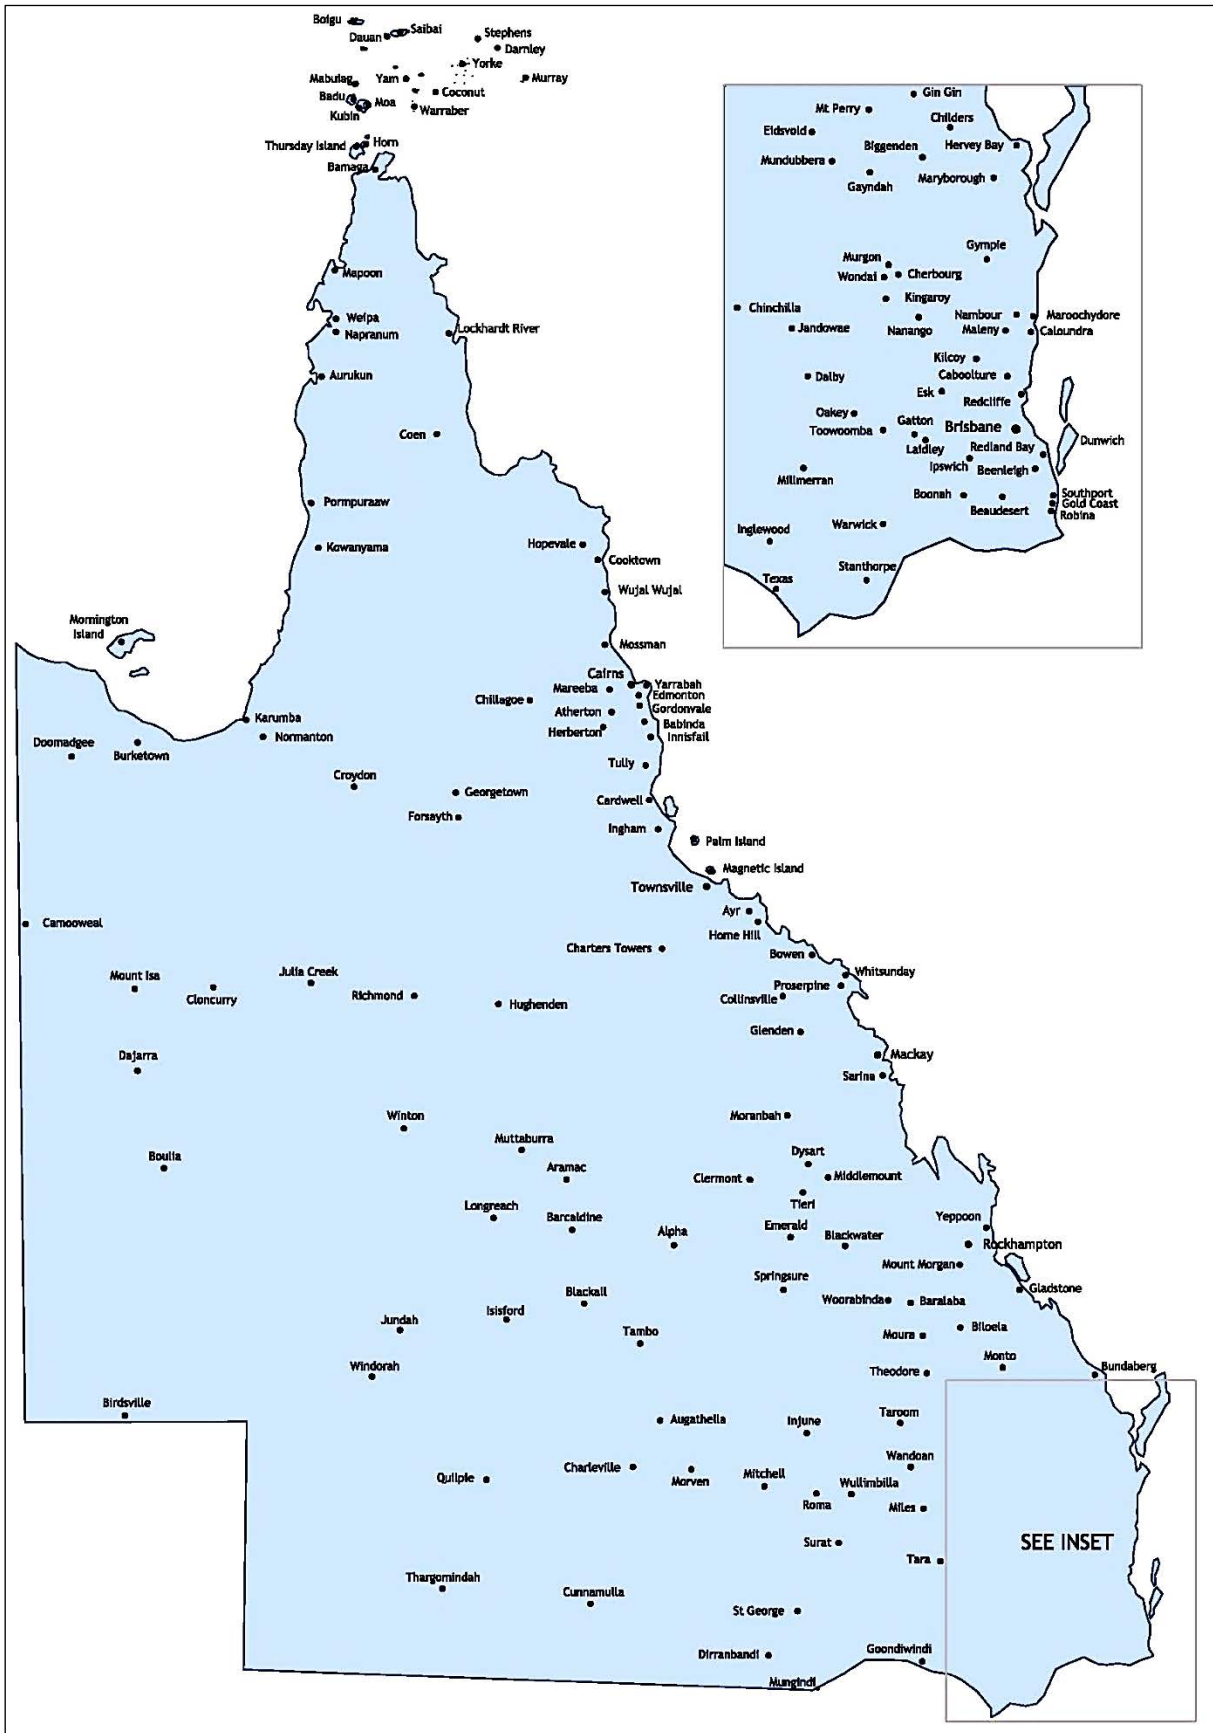 Boigu
Saibai
Dauan
Stephens
Darnley
Yorke
Mabuiag
Yam
Murray
Badu
Moa
Coconut
Kubin
Warraber
Thursday Island
Horn
Bamaga
Mapoon
Weipa
Napranum
Lockhardt River
Aurukun
Coen
Pormpuraaw
Kowanyama
Hopevale
Cooktown
Wujal Wujal
Mornington
Island
Mossman
Cairns
Yarrabah
Mareeba
Edmonton
Chillagoe
Gordonvale
Atherton
Babinda
Herberton
Innisfail
Karumba
Normanton
Doomadgee
Burketown
Tully
Croydon
Georgetown
Cardwell
Forsayth
Ingham
Palm Island
Magnetic Island
Townsville
Ayr
Home Hill
Camooweal
Charters Towers
Bowen
Whitsunday
Mount Isa
Cloncurry
Julia Creek
Richmond
Hughenden
Proserpine
Collinsville
Glenden
Dajarra
Mackay
Sarina
Winton
Moranbah
Muttaburra
Boulia
Aramac
Dysart
Clermont
Middlemount
Tieri
Longreach
Barcaldine
Alpha
Emerald
Blackwater
Yeppoon
Rockhampton
Mount Morgan
Springsure
Gladstone
Blackall
Woorabinda
Baralaba
Isisford
Jundah
Tambo
Moura
Biloela
Windorah
Theodore
Monto
Bundaberg
Birdsville
Augathella
Injune
Taroom
Quilpie
Charleville
Morven
Mitchell
Wandoan
Roma
Wullimbilla
Miles
Surat
Tara
SEE INSET
Thargomindah
Cunnamulla
St George
Dirranbandi
Goondiwindi
Mungindi
Gin Gin
Mt Perry
Childers
Eidsvold
Biggenden
Hervey Bay
Mundubbera
Gayndah
Maryborough
Gympie
Murgon
Wondai
Cherbourg
Kingaroy
Chinchilla
Jandowae
Nanango
Nambour
Maroochydore
Maleny
Caloundra
Kilcoy
Dalby
Caboolture
Esk
Redcliffe
Oakey
Gatton
Brisbane
Toowoomba
Laidley
Redland Bay
Dunwich
Ipswich
Beenleigh
Millmerran
Boonah
Southport
Gold Coast
Beaudesert
Robina
Inglewood
Warwick
Texas
Stanthorpe